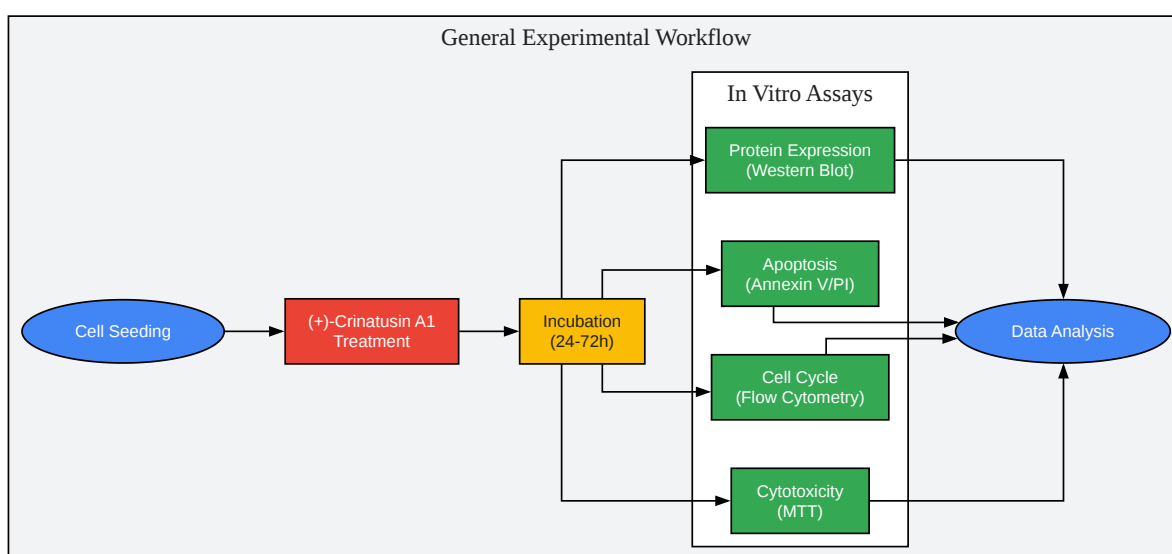 General Experimental Workflow
In Vitro Assays
Cell Seeding
(+)-Crinatusin A1
Treatment
Incubation
(24-72h)
Protein Expression
(Western Blot)
Apoptosis
(Annexin V/PI)
Cell Cycle
(Flow Cytometry)
Cytotoxicity
(MTT)
Data Analysis